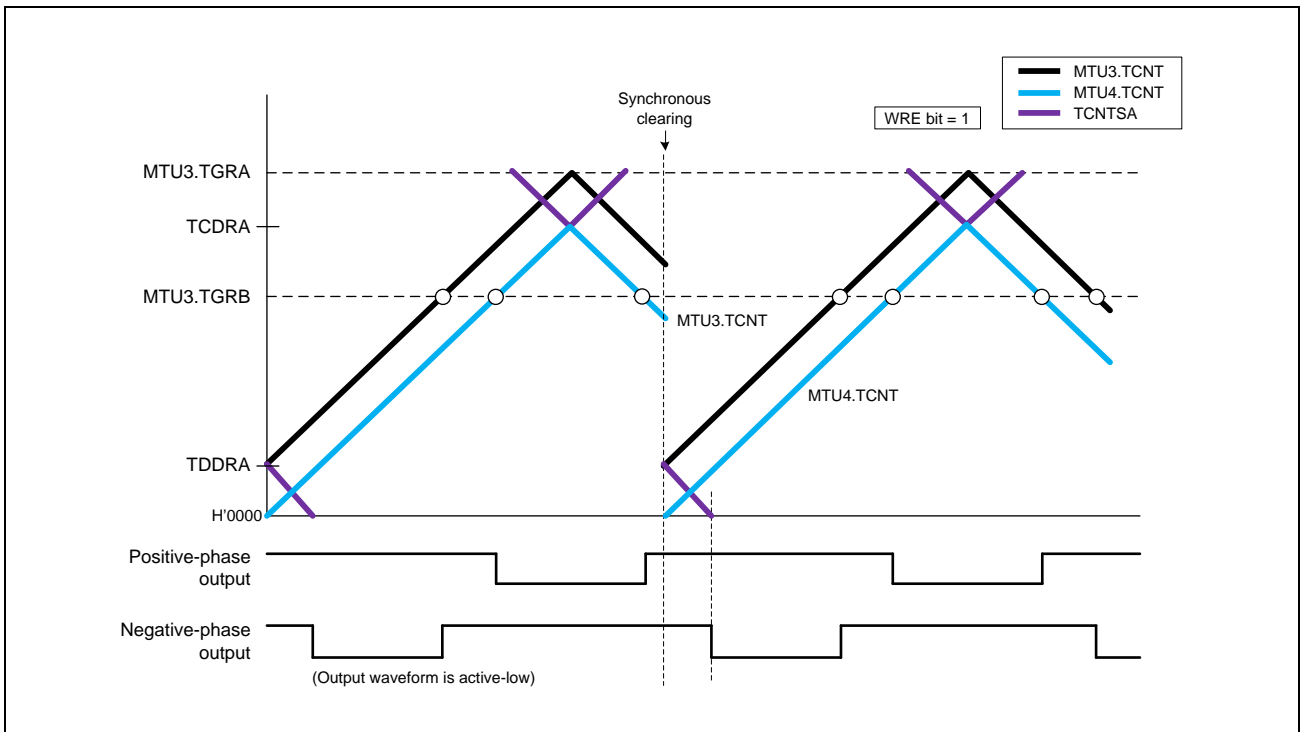 MTU3.TCNT
MTU4.TCNT
TCNTSA
Synchronous
clearing
WRE bit = 1
MTU3.TGRA
TCDRA
MTU3.TGRB
MTU3.TCNT
MTU4.TCNT
TDDRA
H'0000
Positive-phase
output
Negative-phase
output
(Output waveform is active-low)